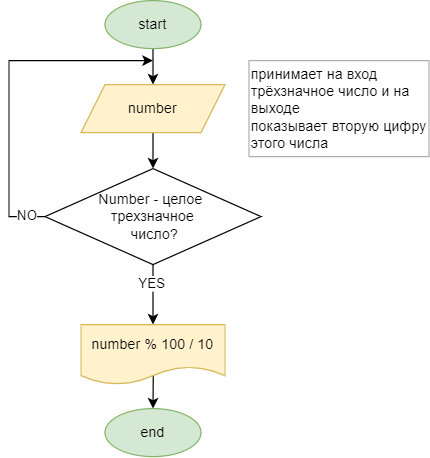 start
принимает на вход
трёхзначное число и на
выходе
показывает вторую цифру
этого числа
number
Number - целое
трехзначное
число?
NO
YES
number % 100 / 10
end